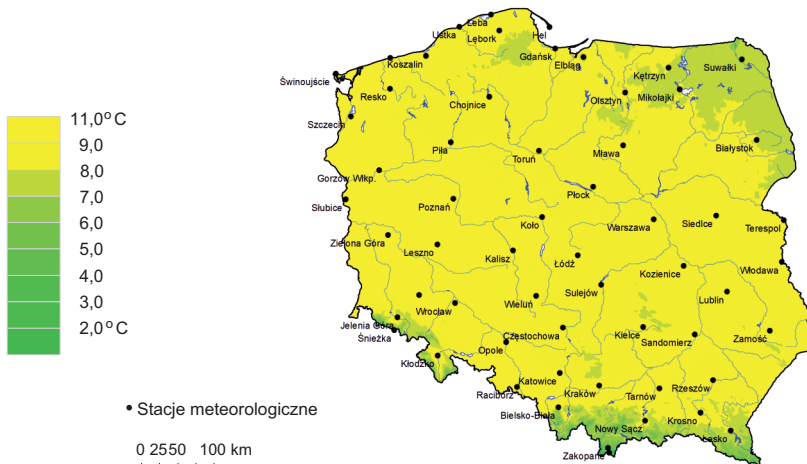 Łeba
Ustka
Hel
Lębork
Gdańsk
Koszalin
Elbląg
Suwałki
Kętrzyn
Świnoujście
Resko
Mikołajki
Olsztyn
Chojnice
11,0° C
Szczecin
9,0
Piła
Mława
Białystok
Toruń
8,0
Gorzów Wlkp.
7,0
Płock
Słubice
Poznań
6,0
Koło
Warszawa
Siedlce
Terespol
5,0
Zielona Góra
Leszno
Kalisz
Łódź
Włodawa
4,0
Kozienice
Sulejów
3,0
Wrocław
Wieluń
Lublin
2,0° C
Jelenia Góra
Śnieżka
Częstochowa
Kielce
Sandomierz
Zamość
Opole
Kłodzko
Katowice
Racibórz
Kraków
Tarnów
Rzeszów
• Stacje meteorologiczne
Bielsko-Biała
Nowy Sącz
Krosno
Lesko
0 2550 100 km
Zakopane